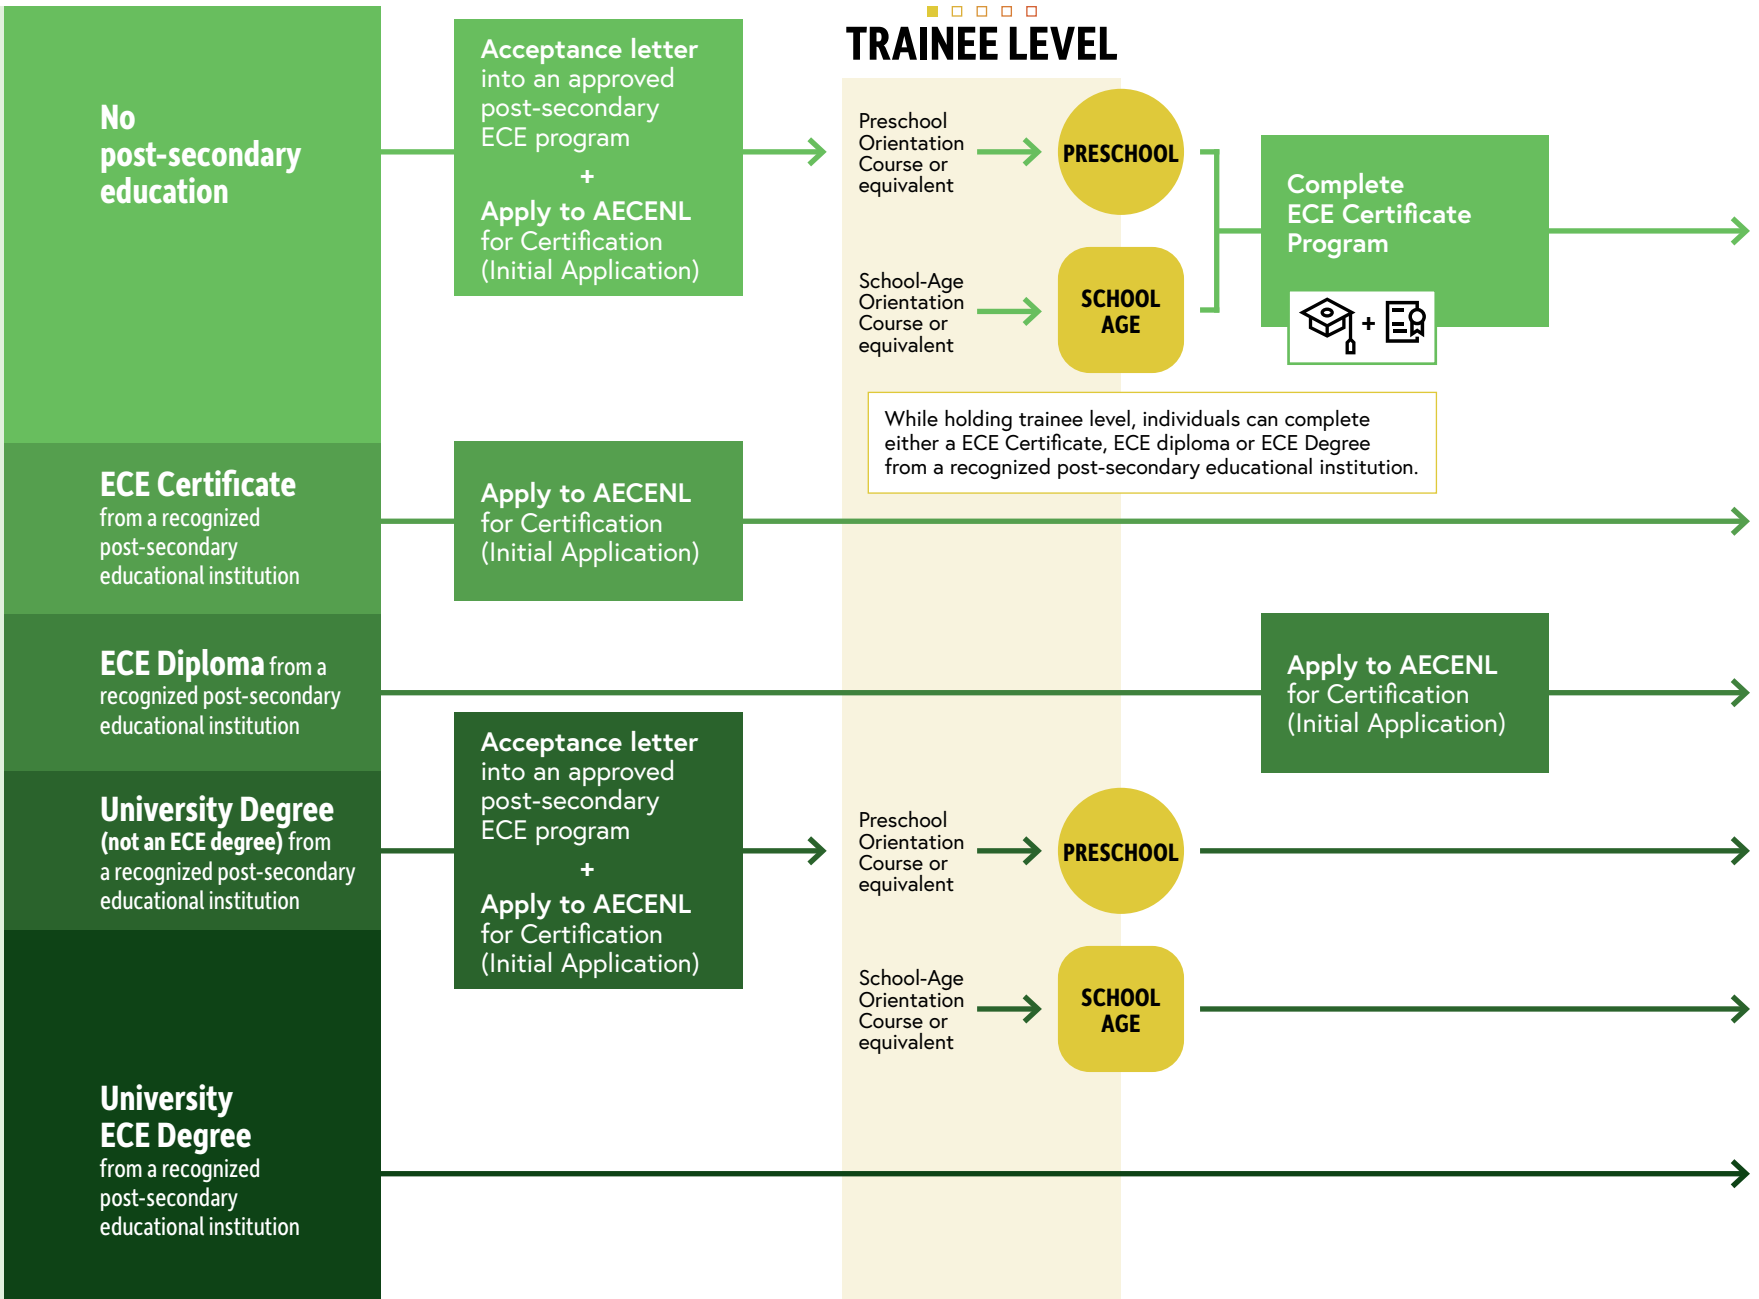 TRAINEE LEVEL
No
post-secondary
education
Acceptance letter
into an approved
post-secondary
ECE program
+
Apply to AECENL
for Certification
(Initial Application)
Preschool
Orientation
Course or
equivalent
PRESCHOOL
School-Age
Orientation
Course or
equivalent
SCHOOL
AGE
Complete
ECE Certificate
Program
+
While holding trainee level, individuals can complete
either a ECE Certificate, ECE diploma or ECE Degree
from a recognized post-secondary educational institution.
ECE Certificate
from a recognized
post-secondary
educational institution
Apply to AECENL
for Certification
(Initial Application)
ECE Diploma from a
recognized post-secondary
educational institution
Apply to AECENL
for Certification
(Initial Application)
University Degree
(not an ECE degree) from
a recognized post-secondary
educational institution
Acceptance letter
into an approved
post-secondary
ECE program
+
Apply to AECENL
for Certification
(Initial Application)
Preschool
Orientation
Course or
equivalent
PRESCHOOL
School-Age
Orientation
Course or
equivalent
SCHOOL
AGE
University
ECE Degree
from a recognized
post-secondary
educational institution